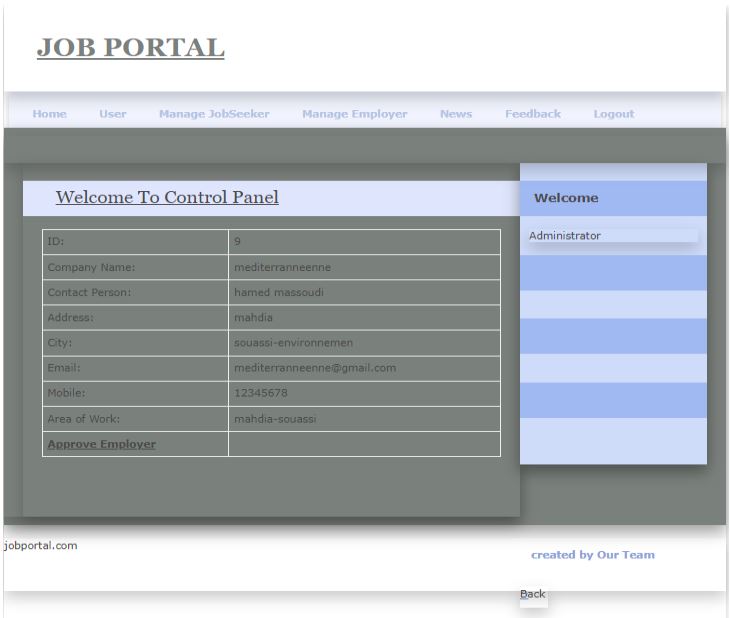 JOB PORTAL
Home User Manage JobSeeker Manage Employer News Feedback Logout
Welcome To Control Panel
Welcome
Administrator
ID: 9
Company Name: mediterranneenne
Contact Person: hamed massoudi
Address: mahdia
City: souassi-environnemen
Email: mediterranneenne@gmail.com
Mobile: 12345678
Area of Work: mahdia-souassi
Approve Employer
jobportal.com
created by Our Team
Back